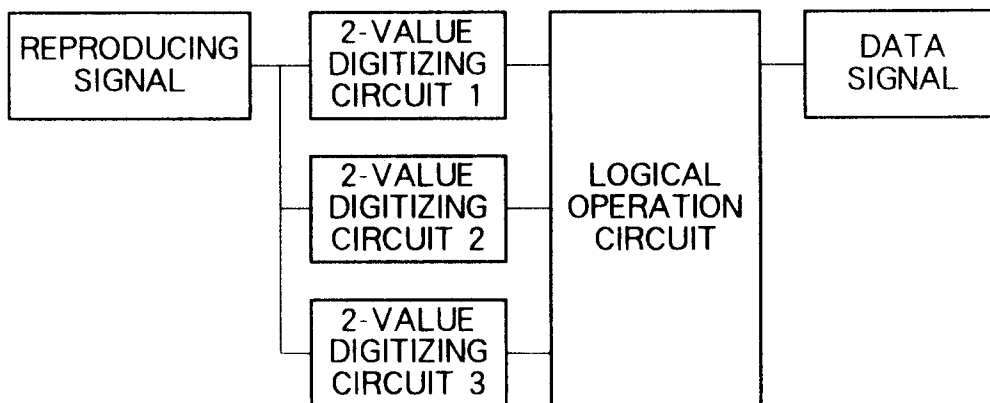 REPRODUCING
SIGNAL
2-VALUE
DIGITIZING
CIRCUIT 1
2-VALUE
DIGITIZING
CIRCUIT 2
2-VALUE
DIGITIZING
CIRCUIT 3
LOGICAL
OPERATION
CIRCUIT
DATA
SIGNAL